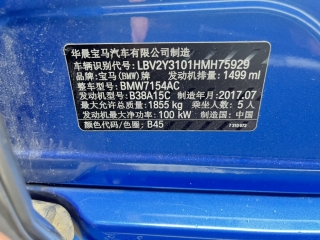 华晨宝马汽车有限公司制造
车辆识别代号: LBV2Y3101HMH75929
品牌: 宝马(BMW)牌 发动机排量: 1499 ml
整车型号: BMW7154AC
发动机型号: B38A15C 制造年月: 2017.07
最大允许总质量: 1855 kg 乘坐人数: 5 人
发动机最大净功率: 100 kW 制造国: 中国
颜色代号/色号: B45